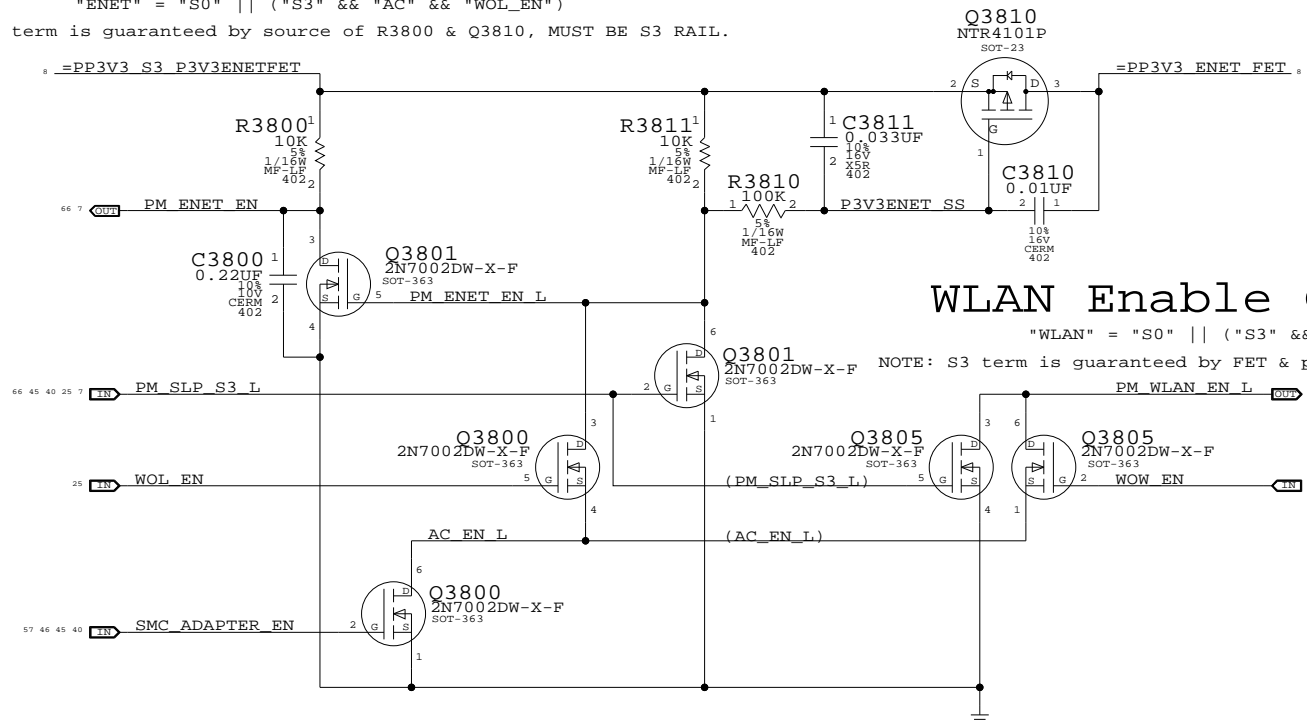 "ENET" = "S0" || ("S3" && "AC" && "WOL_EN")
term is guaranteed by source of R3800 & Q3810, MUST BE S3 RAIL.
Q3810
NTR4101P
SOT-23
8 =PP3V3_S3_P3V3ENETFET
=PP3V3_ENET_FET 8
2 S D 3
G
1
R3800 1
10K
5%
1/16W
MF-LF
402 2
R3811 1
10K
5%
1/16W
MF-LF
402 2
1 C3811
0.033UF
10%
2 16V
X5R
402
R3810
100K
1 2
5%
1/16W
MF-LF
402
P3V3ENET_SS
C3810
0.01UF
2 1
10%
16V
CERM
402
66 7 OUT PM_ENET_EN
C3800 1
0.22UF
10%
10V
CERM 2
402
3
D
S G 5
4
Q3801
2N7002DW-X-F
SOT-363
PM_ENET_EN_L
WLAN Enable
"WLAN" = "S0" || ("S3" &&
NOTE: S3 term is guaranteed by FET & p
6
D
2 G S
1
Q3801
2N7002DW-X-F
SOT-363
66 45 40 25 7 IN PM_SLP_S3_L
PM_WLAN_EN_L OUT
Q3800
2N7002DW-X-F
SOT-363
3
D
5 G S
4
Q3805
2N7002DW-X-F
SOT-363
3
D
5 G S
4
6
D
S G 2
1
Q3805
2N7002DW-X-F
SOT-363
25 IN WOL_EN
(PM_SLP_S3_L)
WOW_EN IN
AC_EN_L
(AC_EN_L)
6
D
2 G S
1
Q3800
2N7002DW-X-F
SOT-363
57 46 45 40 IN SMC_ADAPTER_EN